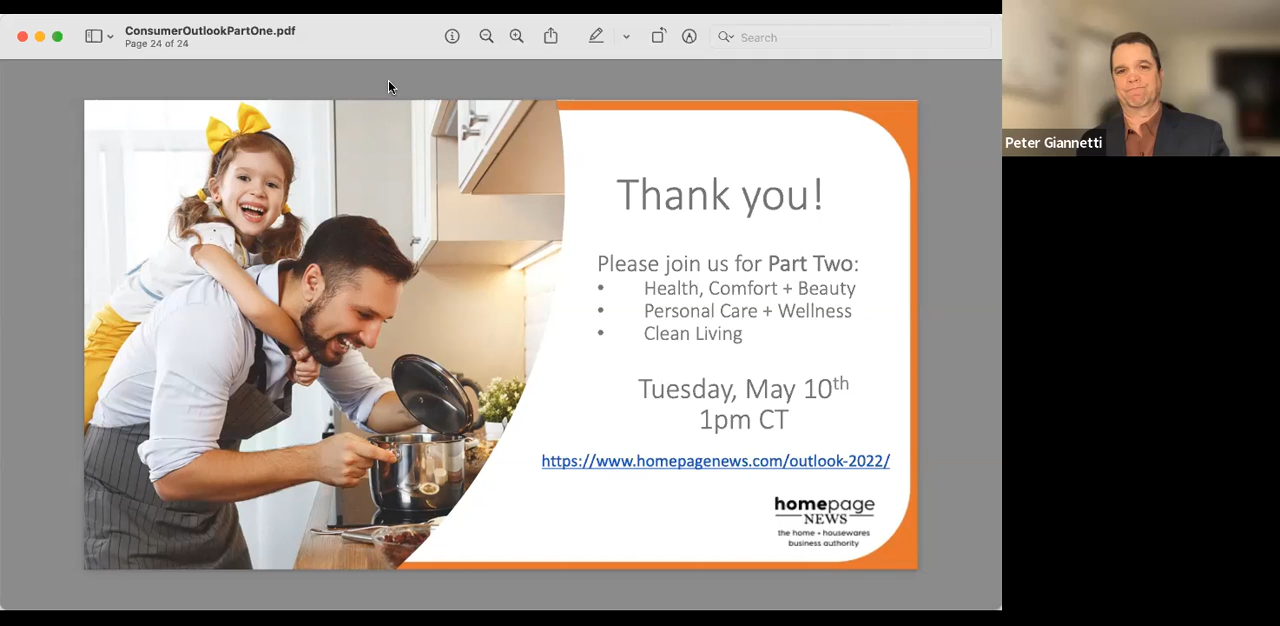 ConsumerOutlookPartOne.pdf
Page 24 of 24
Search
Peter Giannetti
Thank you!
Please join us for Part Two:
• Health, Comfort + Beauty
• Personal Care + Wellness
• Clean Living
Tuesday, May 10th
1pm CT
https://www.homepagenews.com/outlook-2022/
homepage
NEWS
the home + housewares
business authority